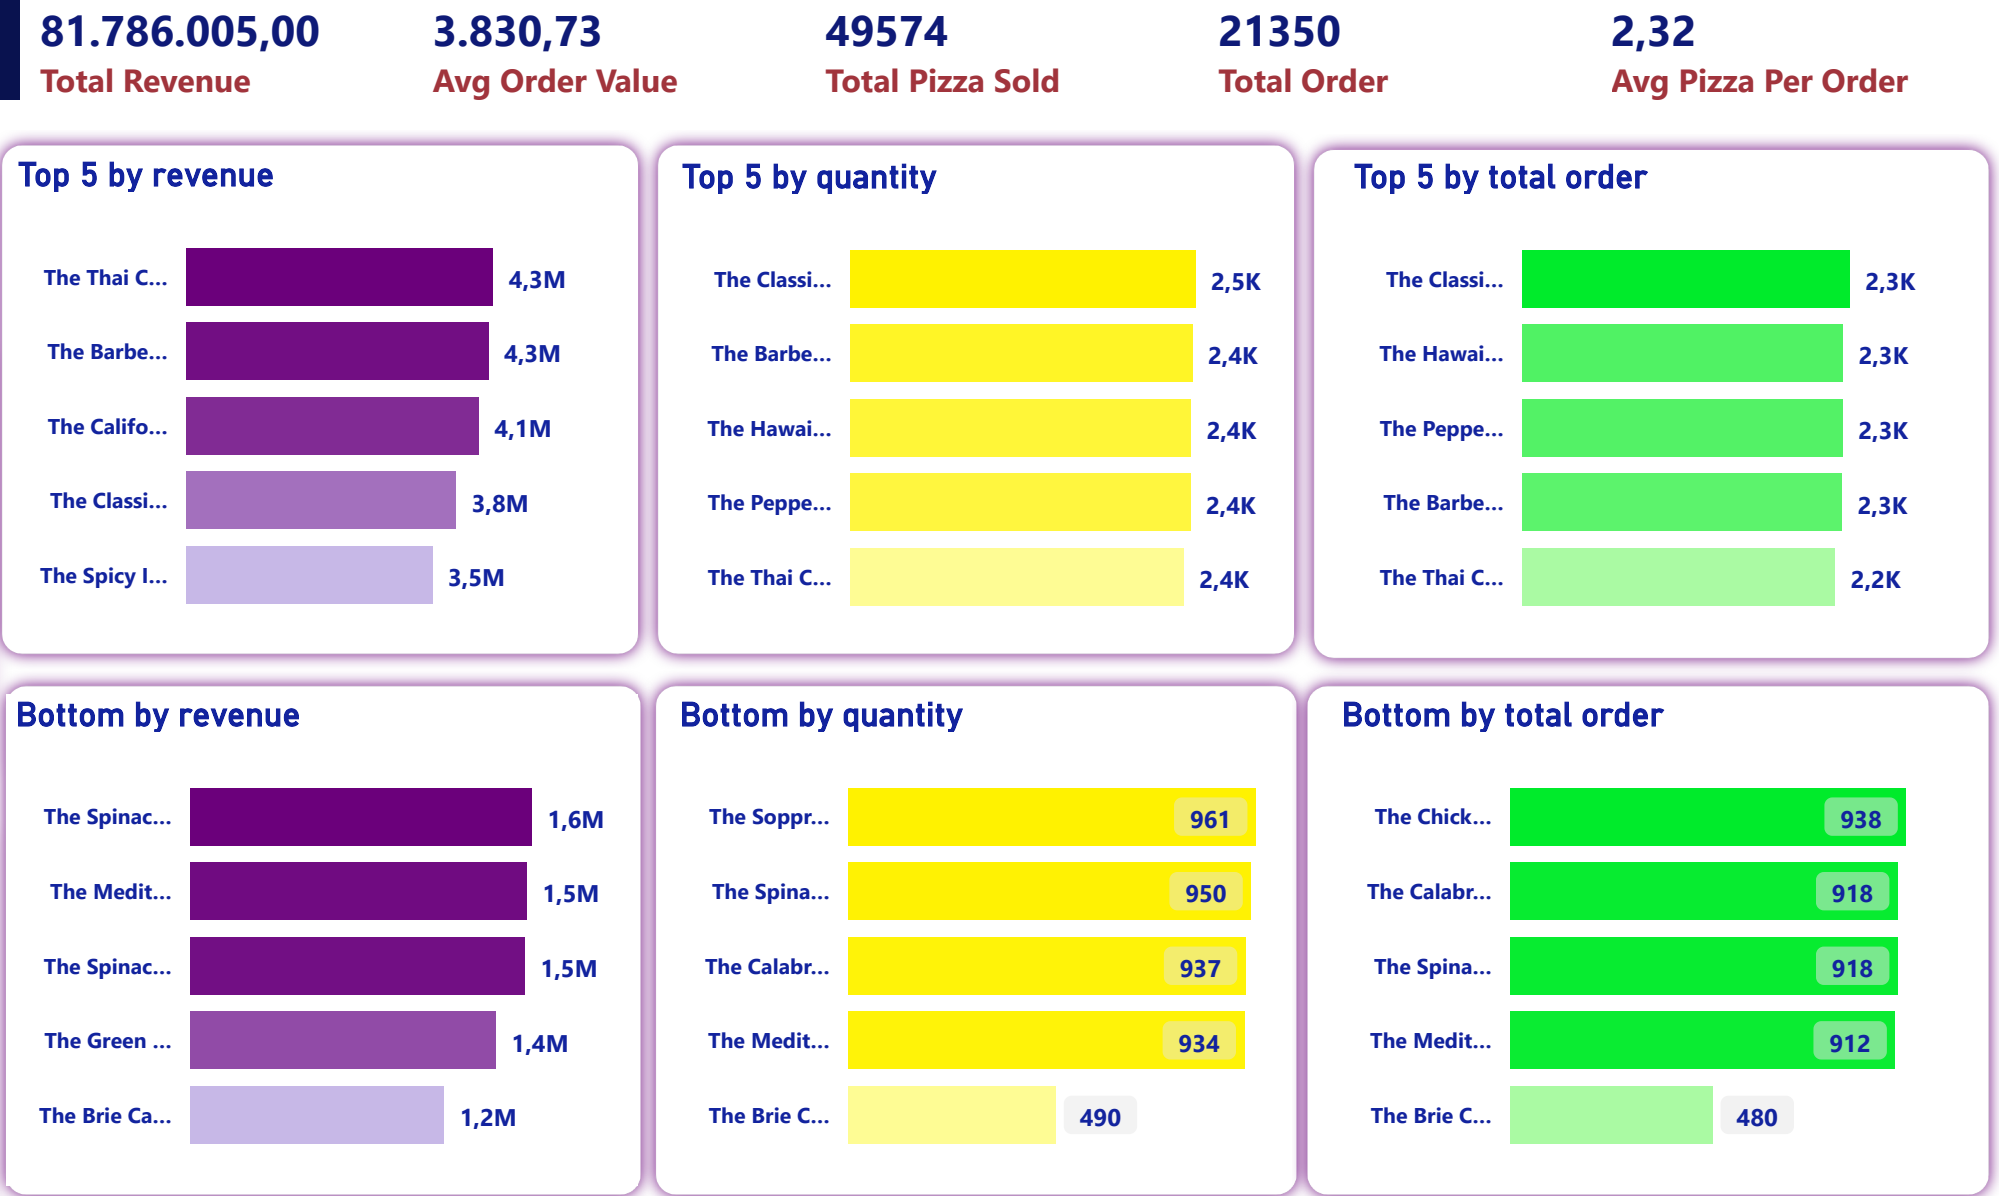 81.786.005,00
Total Revenue
3.830,73
Avg Order Value
49574
Total Pizza Sold
21350
Total Order
2,32
Avg Pizza Per Order
Top 5 by revenue
The Thai C... 4,3M
The Barbe... 4,3M
The Califo... 4,1M
The Classi... 3,8M
The Spicy I... 3,5M
Top 5 by quantity
The Classi... 2,5K
The Barbe... 2,4K
The Hawai... 2,4K
The Peppe... 2,4K
The Thai C... 2,4K
Top 5 by total order
The Classi... 2,3K
The Hawai... 2,3K
The Peppe... 2,3K
The Barbe... 2,3K
The Thai C... 2,2K
Bottom by revenue
The Spinac... 1,6M
The Medit... 1,5M
The Spinac... 1,5M
The Green ... 1,4M
The Brie Ca... 1,2M
Bottom by quantity
The Soppr... 961
The Spina... 950
The Calabr... 937
The Medit... 934
The Brie C... 490
Bottom by total order
The Chick... 938
The Calabr... 918
The Spina... 918
The Medit... 912
The Brie C... 480